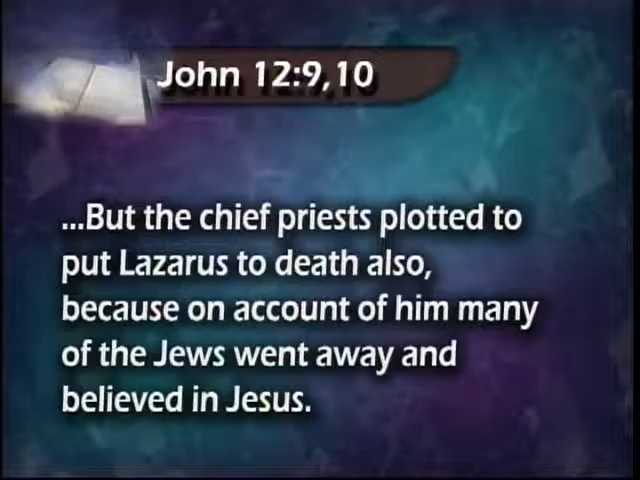 John 12:9,10
...But the chief priests plotted to
put Lazarus to death also,
because on account of him many
of the Jews went away and
believed in Jesus.